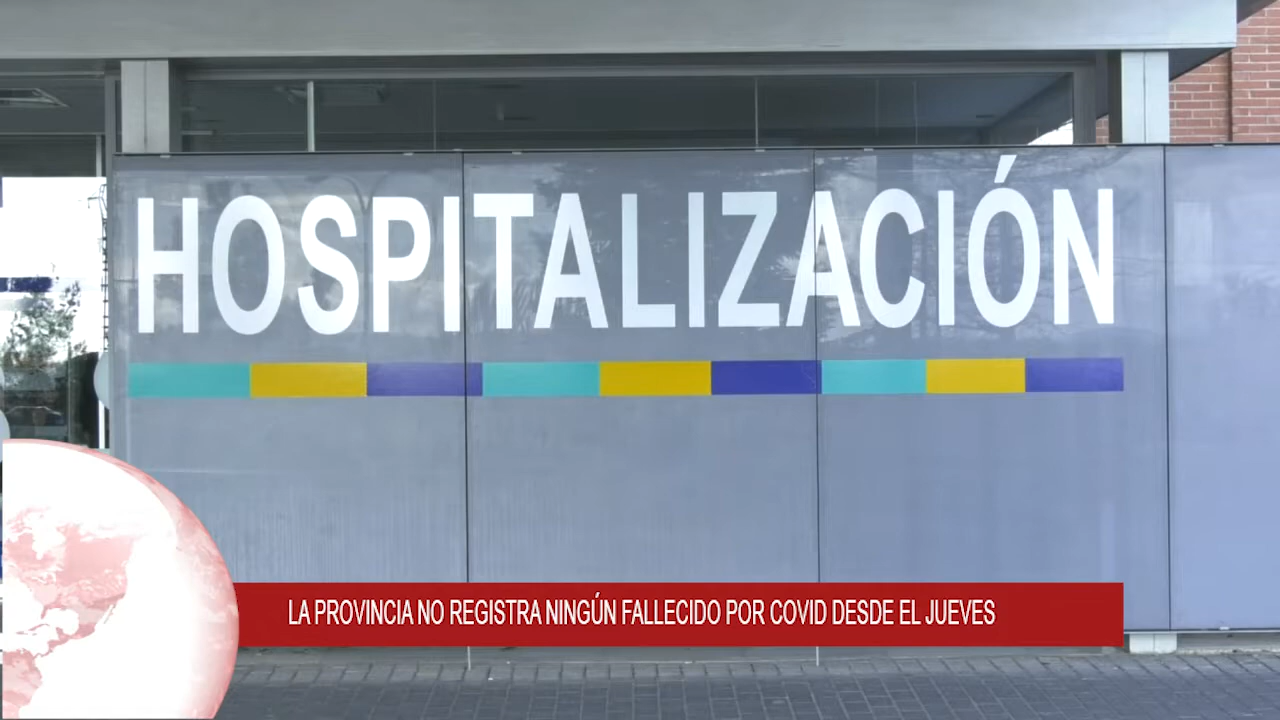 HOSPITALIZACIÓN
LA PROVINCIA NO REGISTRA NINGÚN FALLECIDO POR COVID DESDE EL JUEVES